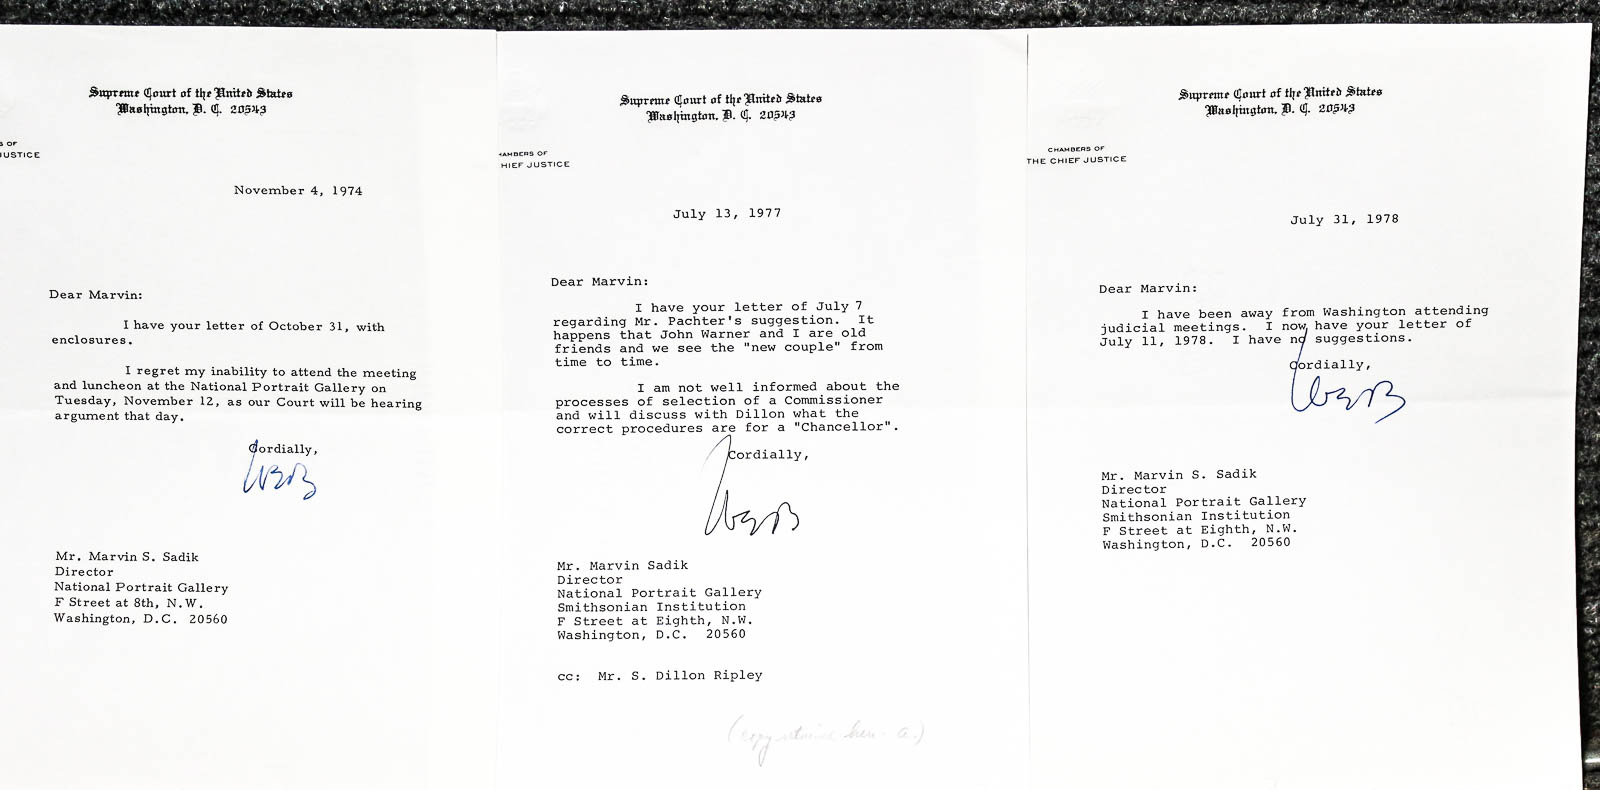 Supreme Court of the United States
Washington, D. C. 20543
S OF
USTICE
November 4, 1974
Dear Marvin:
I have your letter of October 31, with
enclosures.
I regret my inability to attend the meeting
and luncheon at the National Portrait Gallery on
Tuesday, November 12, as our Court will be hearing
argument that day.
Cordially,
WEB
Mr. Marvin S. Sadik
Director
National Portrait Gallery
F Street at 8th, N.W.
Washington, D.C. 20560
Supreme Court of the United States
Washington, D. C. 20543
HAMBERS OF
HIEF JUSTICE
July 13, 1977
Dear Marvin:
I have your letter of July 7
regarding Mr. Pachter's suggestion. It
happens that John Warner and I are old
friends and we see the "new couple" from
time to time.
I am not well informed about the
processes of selection of a Commissioner
and will discuss with Dillon what the
correct procedures are for a "Chancellor".
Cordially,
WEB
Mr. Marvin Sadik
Director
National Portrait Gallery
Smithsonian Institution
F Street at Eighth, N.W.
Washington, D.C. 20560
cc: Mr. S. Dillon Ripley
(copy retained here - a.)
Supreme Court of the United States
Washington, D. C. 20543
CHAMBERS OF
THE CHIEF JUSTICE
July 31, 1978
Dear Marvin:
I have been away from Washington attending
judicial meetings. I now have your letter of
July 11, 1978. I have no suggestions.
Cordially,
WEB
Mr. Marvin S. Sadik
Director
National Portrait Gallery
Smithsonian Institution
F Street at Eighth, N.W.
Washington, D.C. 20560